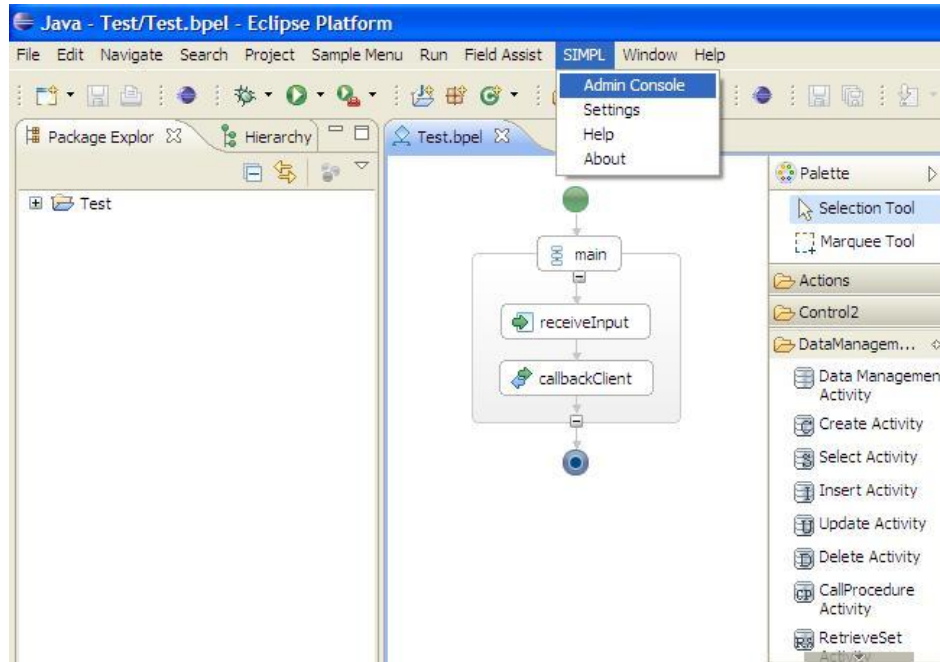 Java - Test/Test.bpel - Eclipse Platform
File Edit Navigate Search Project Sample Menu Run Field Assist SIMPL Window Help
Admin Console
Settings
Help
About
Package Explor
Hierarchy
Test
Test.bpel
main
receiveInput
callbackClient
Palette
Selection Tool
Marquee Tool
Actions
Control2
DataManagem...
Data Managemen
Activity
Create Activity
Select Activity
Insert Activity
Update Activity
Delete Activity
CallProcedure
Activity
RetrieveSet